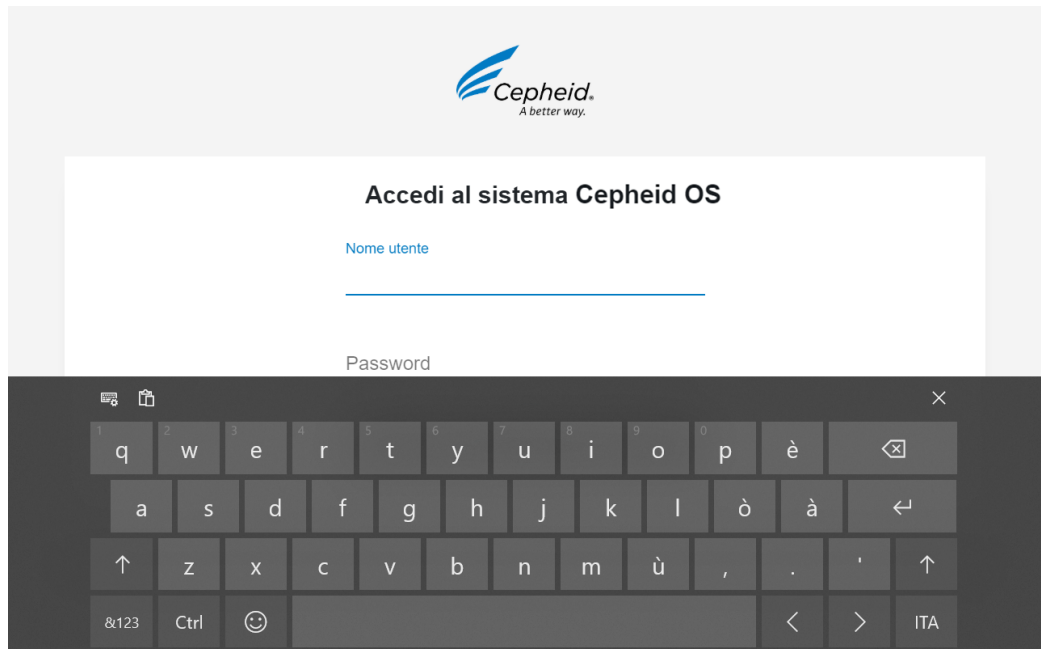 Cepheid®
A better way.
Accedi al sistema Cepheid OS
Nome utente
Password
1 q 2 w 3 e 4 r 5 t 6 y 7 u 8 i 9 o 0 p è
a s d f g h j k l ò à
z x c v b n m ù , . '
&123 Ctrl ITA